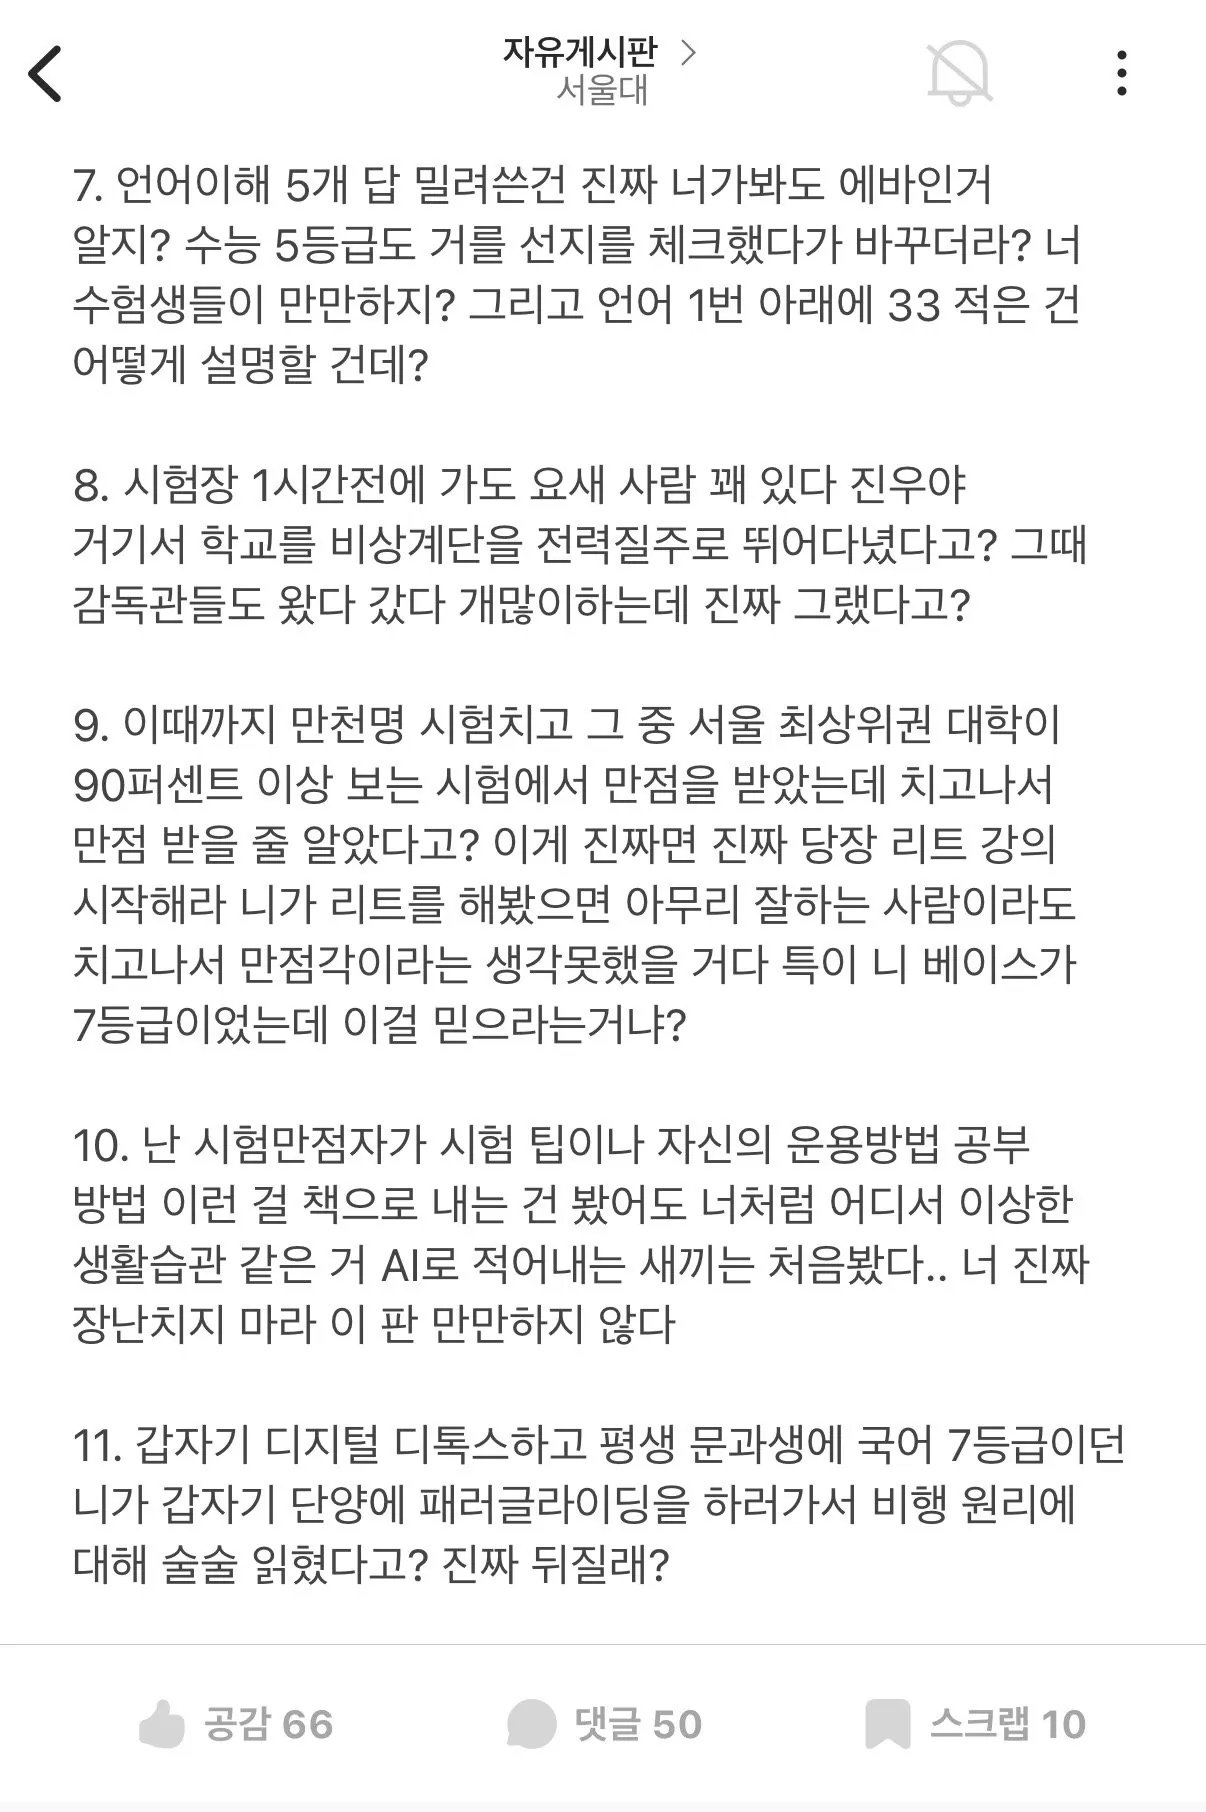 자유게시판
서울대
7. 언어이해 5개 답 밀려쓴건 진짜 너가봐도 에바인거
알지? 수능 5등급도 거를 선지를 체크했다가 바꾸더라? 너
수험생들이 만만하지? 그리고 언어 1번 아래에 33 적은 건
어떻게 설명할 건데?
8. 시험장 1시간전에 가도 요새 사람 꽤 있다 진우야
거기서 학교를 비상계단을 전력질주로 뛰어다녔다고? 그때
감독관들도 왔다 갔다 개많이하는데 진짜 그랬다고?
9. 이때까지 만천명 시험치고 그 중 서울 최상위권 대학이
90퍼센트 이상 보는 시험에서 만점을 받았는데 치고나서
만점 받을 줄 알았다고? 이게 진짜면 진짜 당장 리트 강의
시작해라 니가 리트를 해봤으면 아무리 잘하는 사람이라도
치고나서 만점각이라는 생각못했을 거다 특이 니 베이스가
7등급이었는데 이걸 믿으라는거냐?
10. 난 시험만점자가 시험 팁이나 자신의 운용방법 공부
방법 이런 걸 책으로 내는 건 봤어도 너처럼 어디서 이상한
생활습관 같은 거 AI로 적어내는 새끼는 처음봤다.. 너 진짜
장난치지 마라 이 판 만만하지 않다
11. 갑자기 디지털 디톡스하고 평생 문과생에 국어 7등급이던
니가 갑자기 단양에 패러글라이딩을 하러가서 비행 원리에
대해 술술 읽혔다고? 진짜 뒤질래?
공감 66 댓글 50 스크랩 10